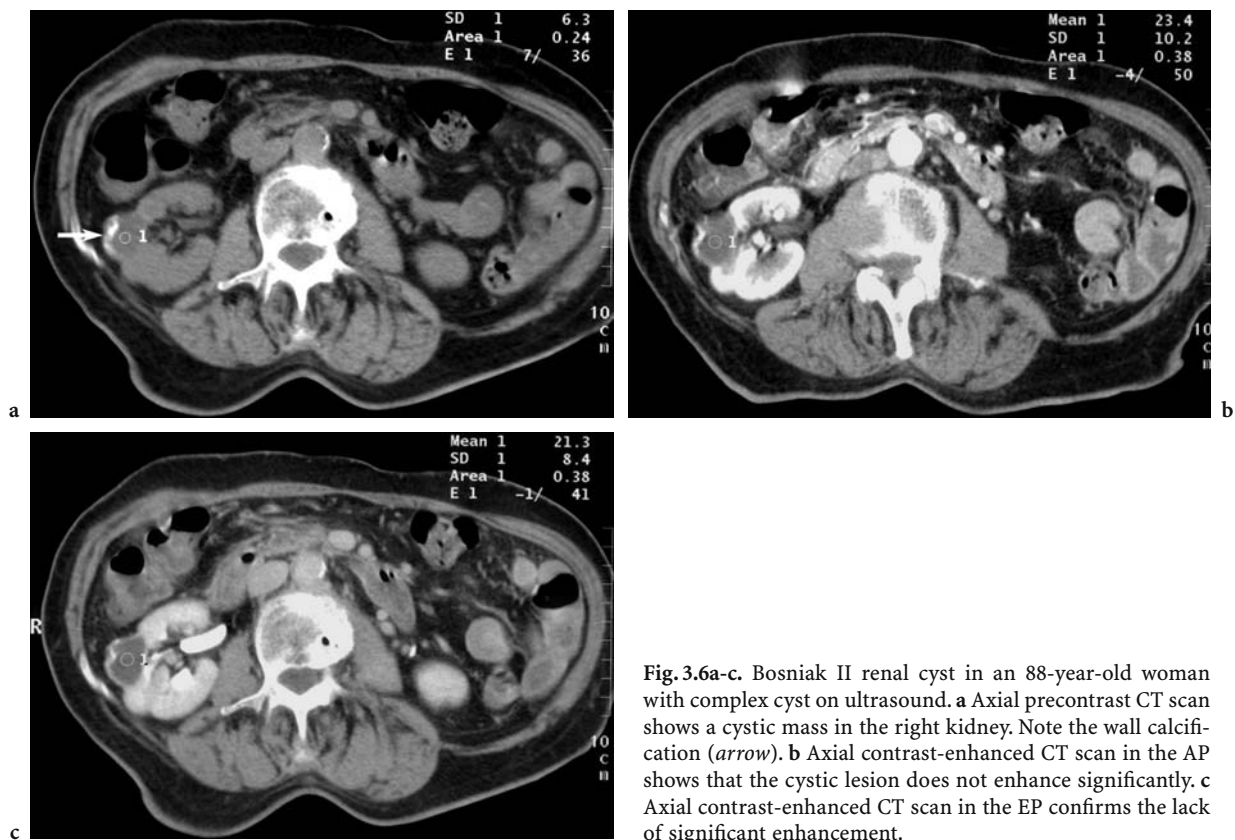 SD 1 6.3
Area 1 0.24
E 1 7/ 36
1
10
c
m
a
Mean 1 23.4
SD 1 10.2
Area 1 0.38
E 1 -4/ 50
1
10
c
m
b
Mean 1 21.3
SD 1 8.4
Area 1 0.38
E 1 -1/ 41
R
1
10
c
m
c
Fig. 3.6a-c. Bosniak II renal cyst in an 88-year-old woman
with complex cyst on ultrasound. a Axial precontrast CT scan
shows a cystic mass in the right kidney. Note the wall calcifi-
cation (arrow). b Axial contrast-enhanced CT scan in the AP
shows that the cystic lesion does not enhance significantly. c
Axial contrast-enhanced CT scan in the EP confirms the lack
of significant enhancement.